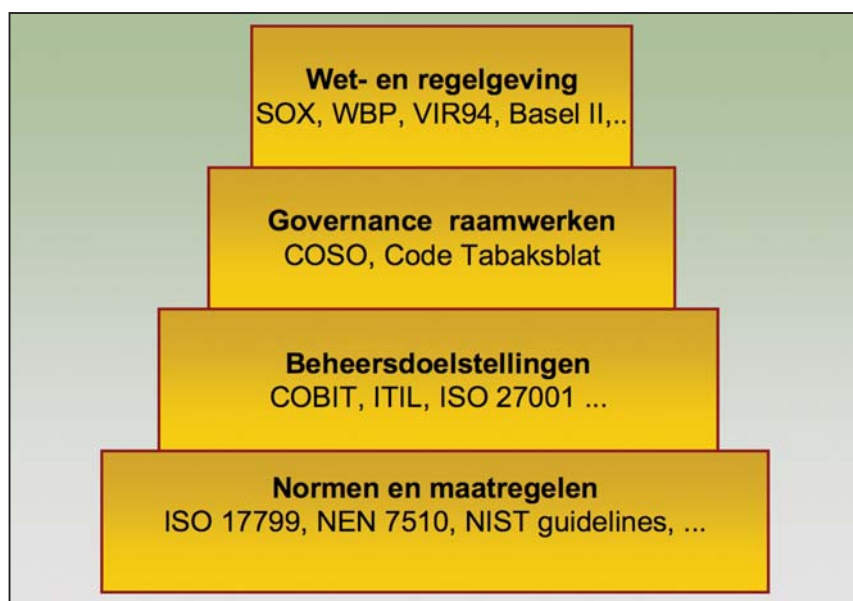 Wet- en regelgeving
SOX, WBP, VIR94, Basel II,..
Governance raamwerken
COSO, Code Tabaksblat
Beheersdoelstellingen
COBIT, ITIL, ISO 27001 ...
Normen en maatregelen
ISO 17799, NEN 7510, NIST guidelines, ...